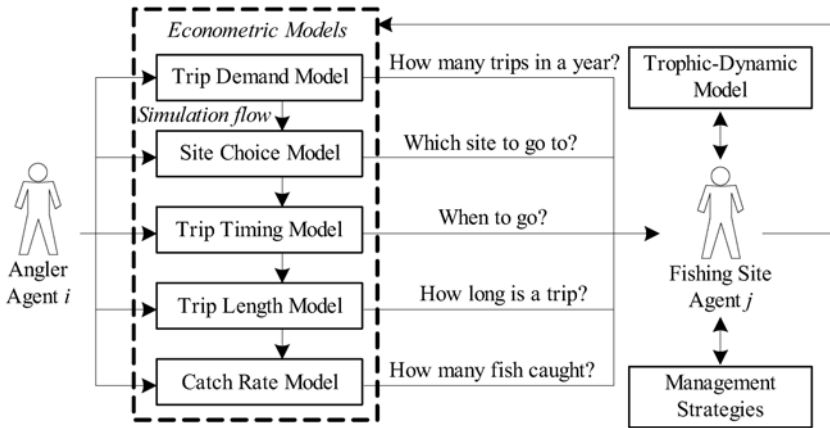 Econometric Models
Trip Demand Model
How many trips in a year?
Trophic-Dynamic
Model
Simulation flow
Site Choice Model
Which site to go to?
Trip Timing Model
When to go?
Angler
Agent i
Fishing Site
Agent j
Trip Length Model
How long is a trip?
Catch Rate Model
How many fish caught?
Management
Strategies